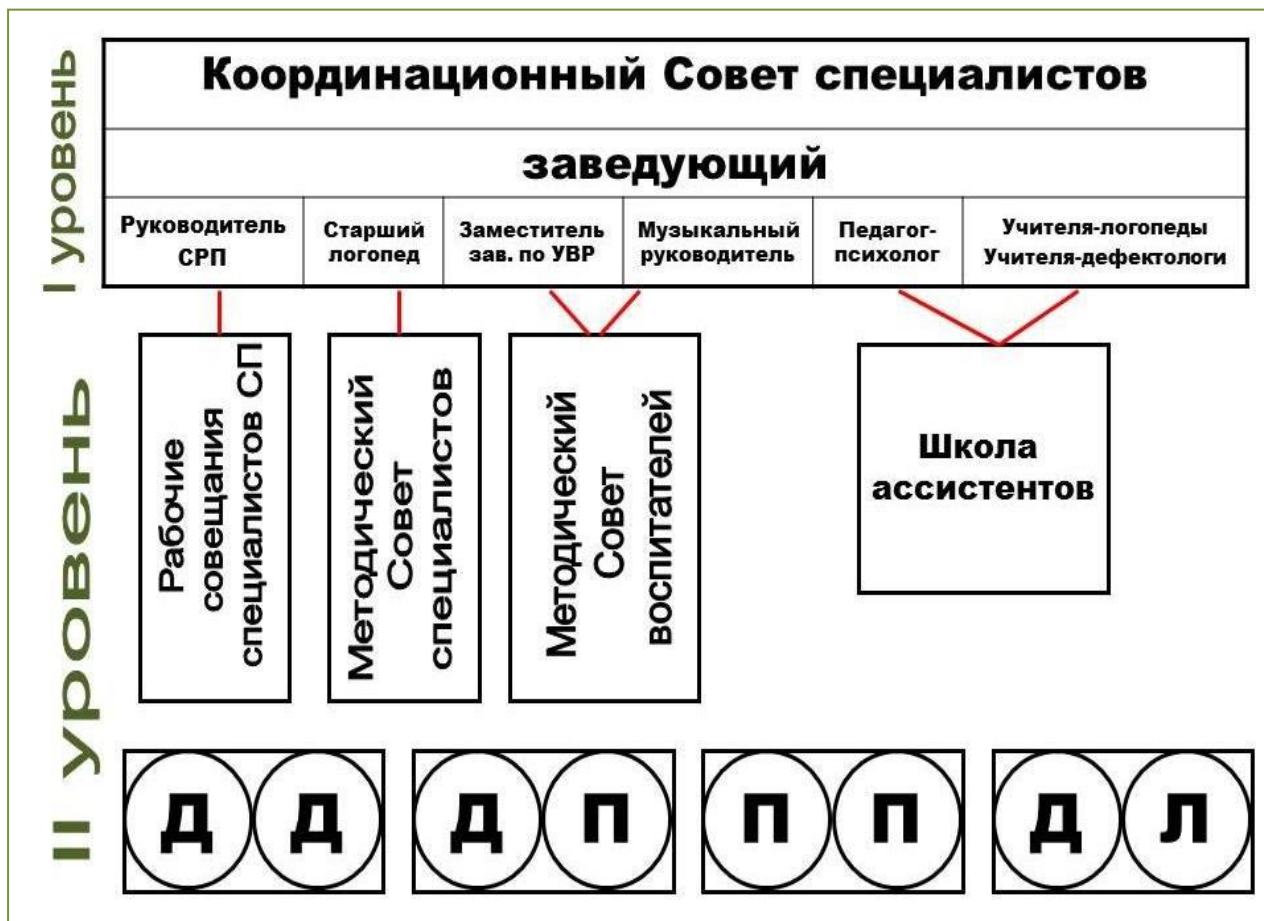 I уровень
Координационный Совет специалистов
заведующий
Руководитель
СРП
Старший
логопед
Заместитель
зав. по УВР
Музыкальный
руководитель
Педагог-
психолог
Учителя-логопеды
Учителя-дефектологи
II уровень
Рабочие
совещания
специалистов СП
Методический
Совет
специалистов
Методический
Совет
воспитателей
Школа
ассистентов
Д Д
Д П
П П
Д Л